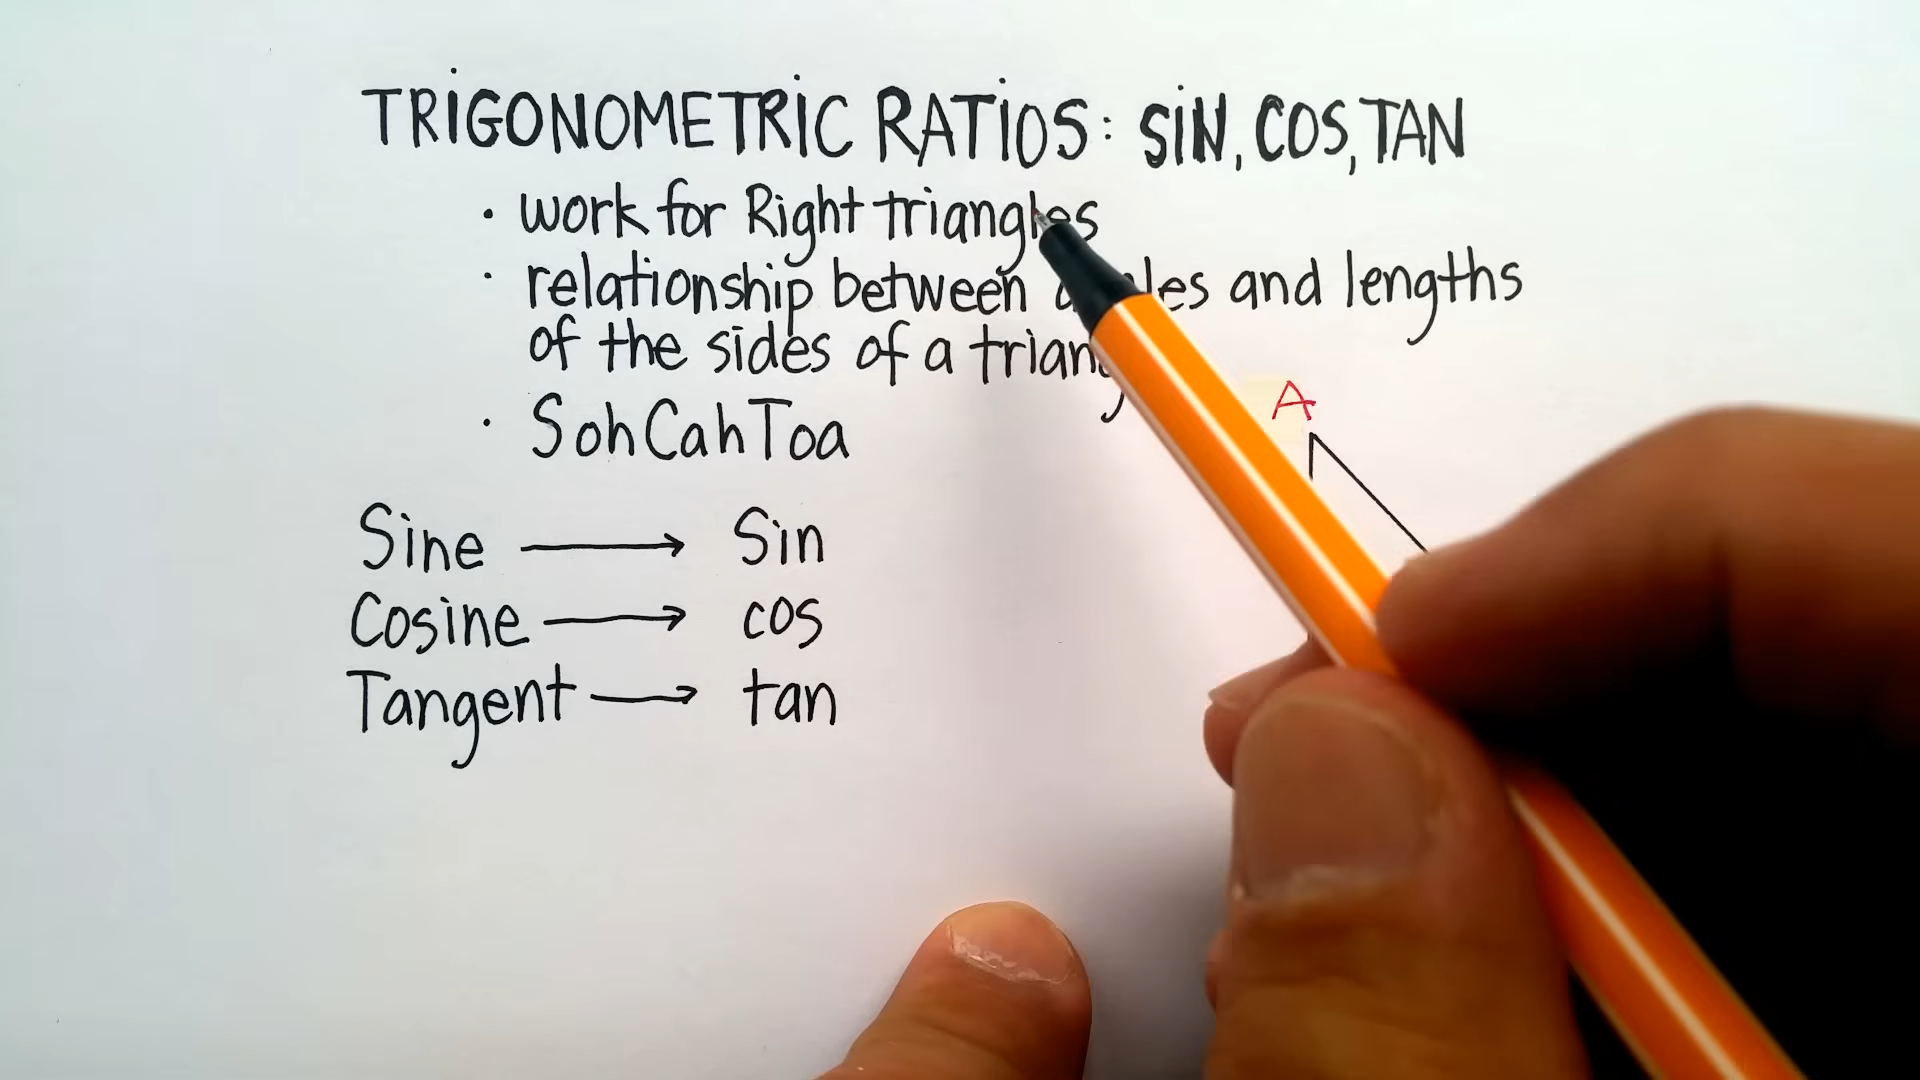 TRIGONOMETRIC RATIOS: SIN, COS, TAN
· work for Right triangles
· relationship between and lengths
of the sides of a
· SohCahToa
A
Sine → Sin
Cosine → cos
Tangent → tan